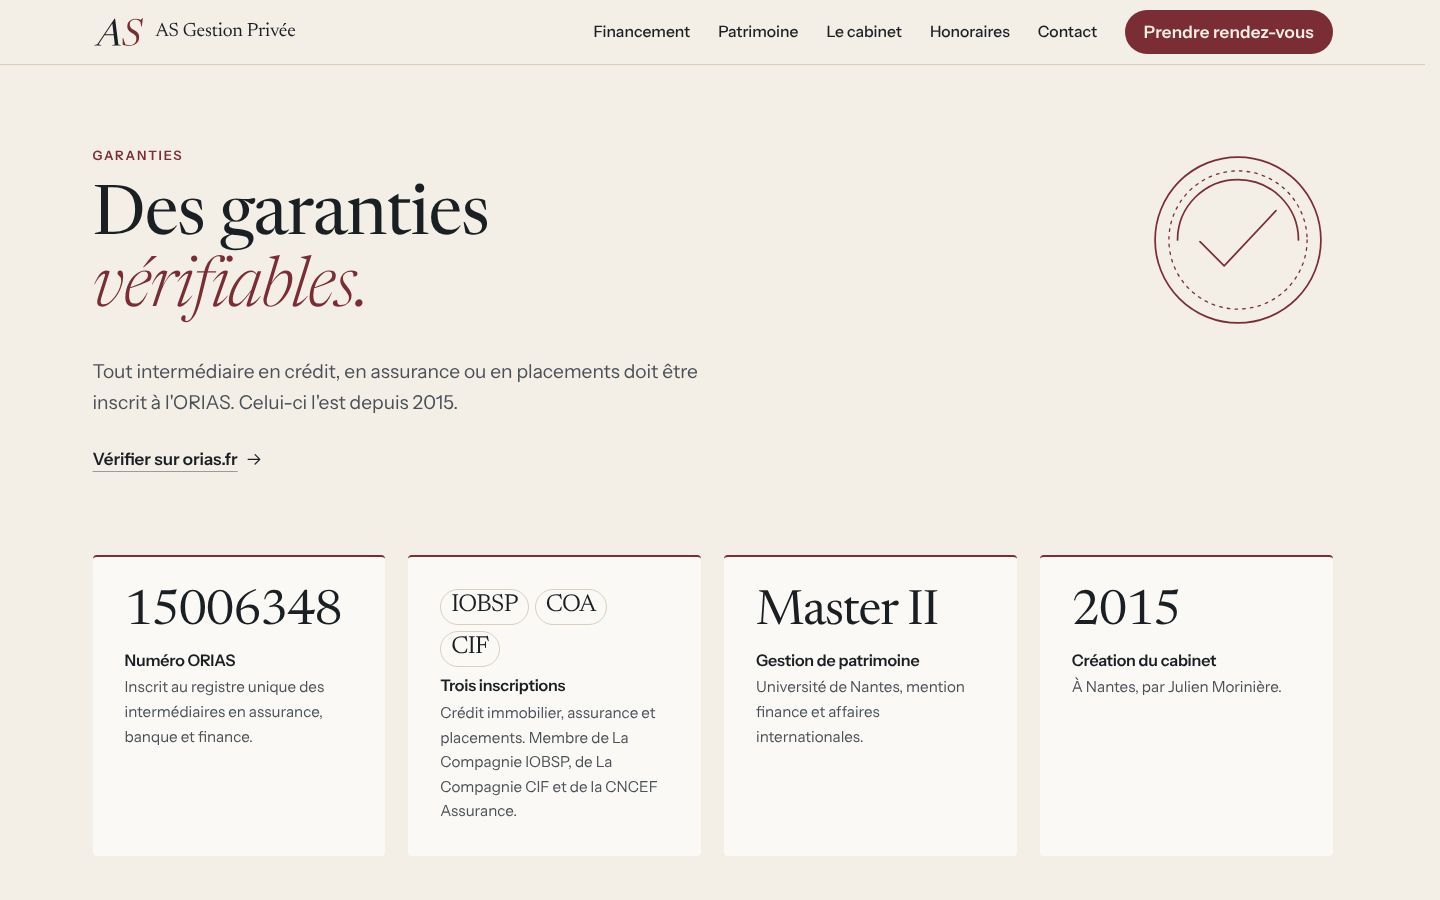 AS AS Gestion Privée
Financement Patrimoine Le cabinet Honoraires Contact Prendre rendez-vous
GARANTIES
Des garanties
vérifiables.
Tout intermédiaire en crédit, en assurance ou en placements doit être
inscrit à l'ORIAS. Celui-ci l'est depuis 2015.
Vérifier sur orias.fr →
15006348
Numéro ORIAS
Inscrit au registre unique des
intermédiaires en assurance,
banque et finance.
IOBSP COA
CIF
Trois inscriptions
Crédit immobilier, assurance et
placements. Membre de La
Compagnie IOBSP, de La
Compagnie CIF et de la CNCEF
Assurance.
Master II
Gestion de patrimoine
Université de Nantes, mention
finance et affaires
internationales.
2015
Création du cabinet
À Nantes, par Julien Morinière.